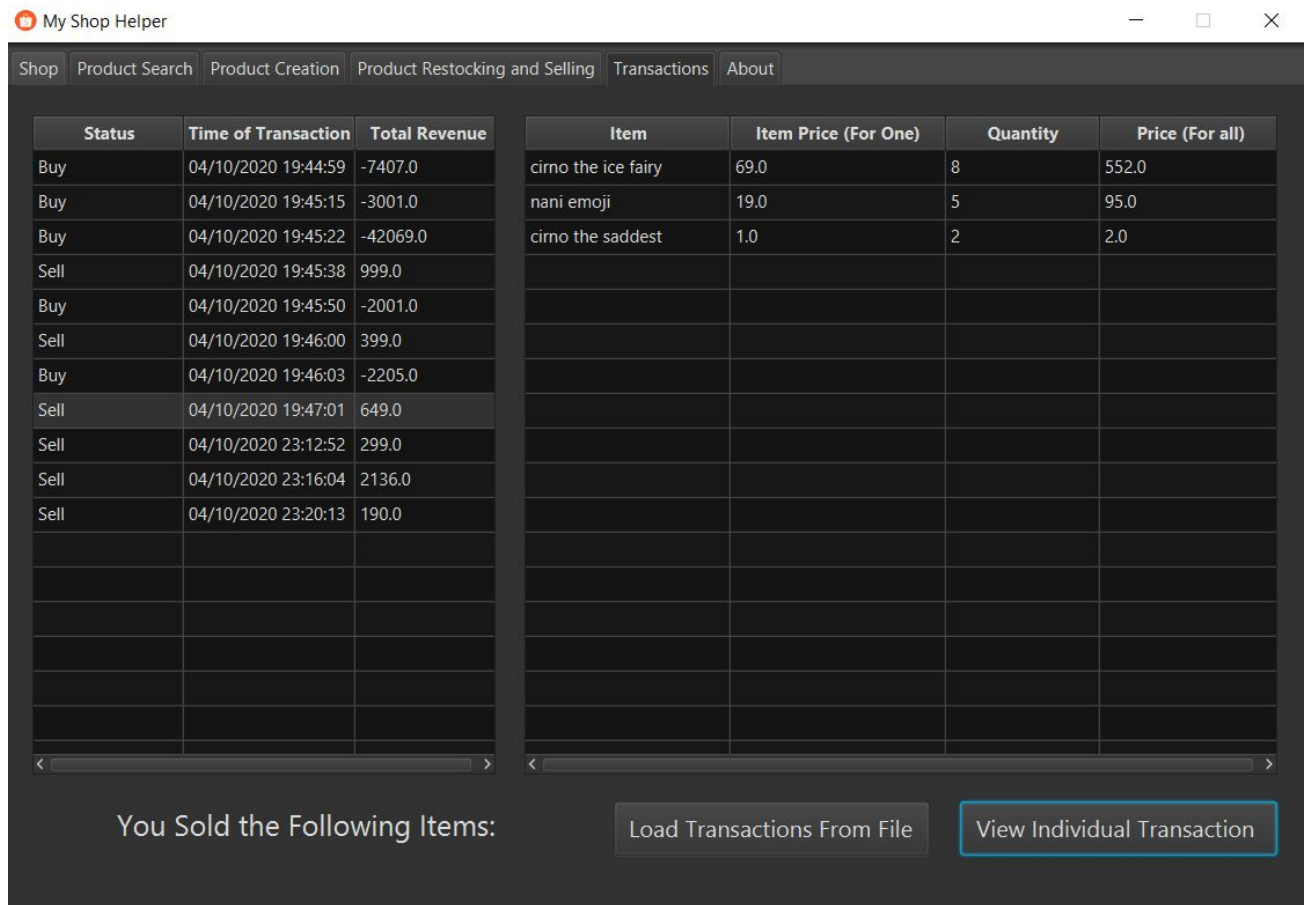 My Shop Helper
Shop Product Search Product Creation Product Restocking and Selling Transactions About
Status Time of Transaction Total Revenue Item Item Price (For One) Quantity Price (For all)
Buy 04/10/2020 19:44:59 -7407.0 cirno the ice fairy 69.0 8 552.0
Buy 04/10/2020 19:45:15 -3001.0 nani emoji 19.0 5 95.0
Buy 04/10/2020 19:45:22 -42069.0 cirno the saddest 1.0 2 2.0
Sell 04/10/2020 19:45:38 999.0
Buy 04/10/2020 19:45:50 -2001.0
Sell 04/10/2020 19:46:00 399.0
Buy 04/10/2020 19:46:03 -2205.0
Sell 04/10/2020 19:47:01 649.0
Sell 04/10/2020 23:12:52 299.0
Sell 04/10/2020 23:16:04 2136.0
Sell 04/10/2020 23:20:13 190.0
You Sold the Following Items: Load Transactions From File View Individual Transaction